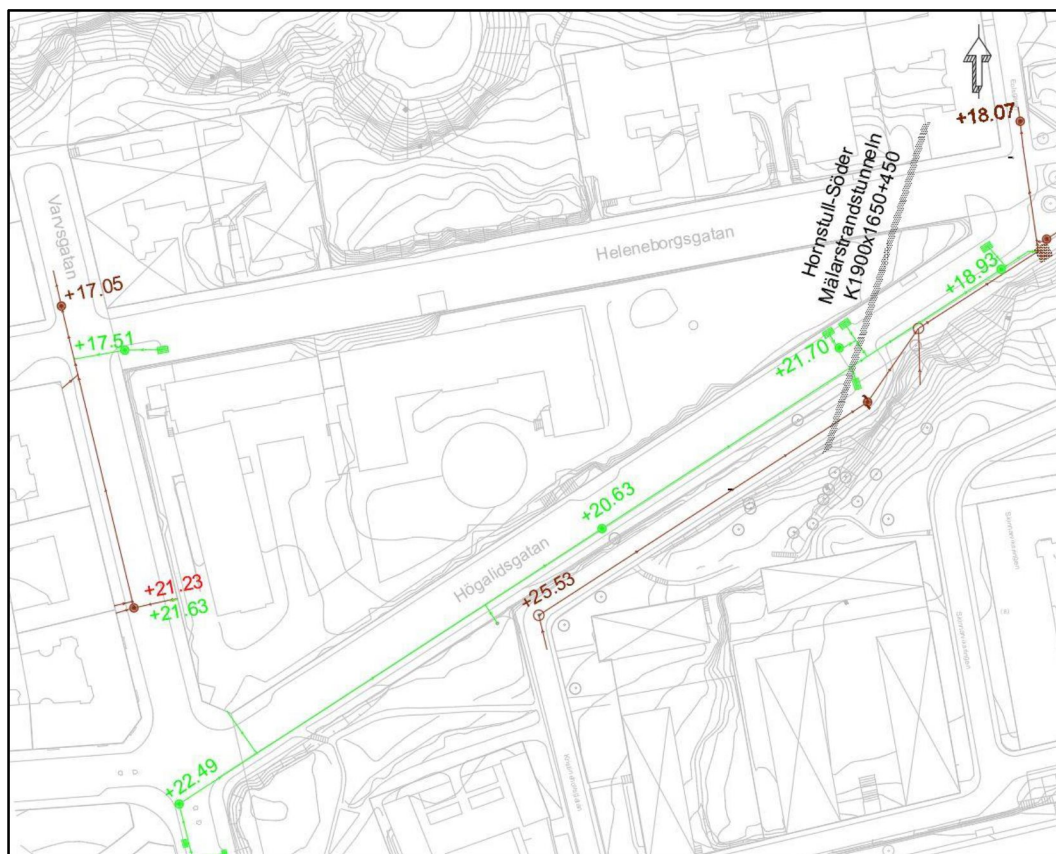 +18.07
Hornstull-Söder
Mälarstrandstunneln
K1900x1650+450
Varvsgatan
Heleneborgsgatan
+17.05
+18.93
+17.51
+21.70
+20.63
Högalidsgatan
+21.23
+21.63
+25.53
+22.49